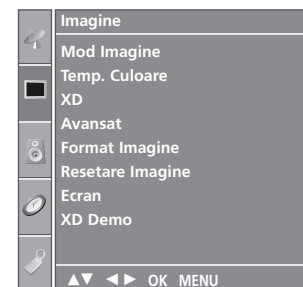 Imagine
Mod Imagine
Temp. Culoare
XD
Avansat
Format Imagine
Resetare Imagine
Ecran
XD Demo
▲▼ ◄► OK MENU